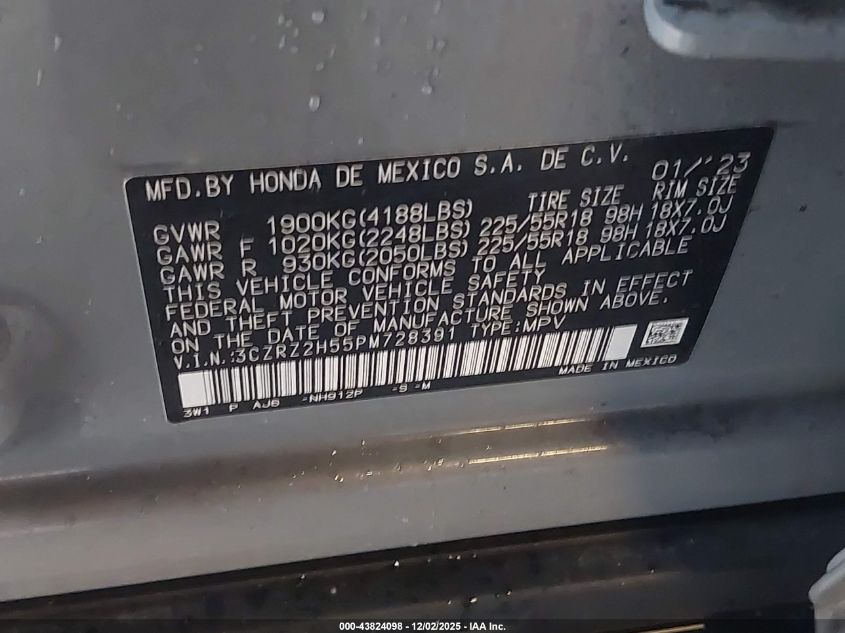 MFD.BY HONDA DE MEXICO S.A. DE C.V. 01/'23
TIRE SIZE RIM SIZE
GVWR 1900KG(4188LBS)
GAWR F 1020KG(2248LBS) 225/55R18 98H 18X7.0J
GAWR R 930KG(2050LBS) 225/55R18 98H 18X7.0J
THIS VEHICLE CONFORMS TO ALL APPLICABLE
FEDERAL MOTOR VEHICLE SAFETY
AND THEFT PREVENTION STANDARDS IN EFFECT
ON THE DATE OF MANUFACTURE SHOWN ABOVE.
V.I.N.:3CZRZ2H55PM728391 TYPE:MPV
3W1 P AJ6 -NH912P -S -M
MADE IN MEXICO
000-43824098 - 12/02/2025 - IAA Inc.